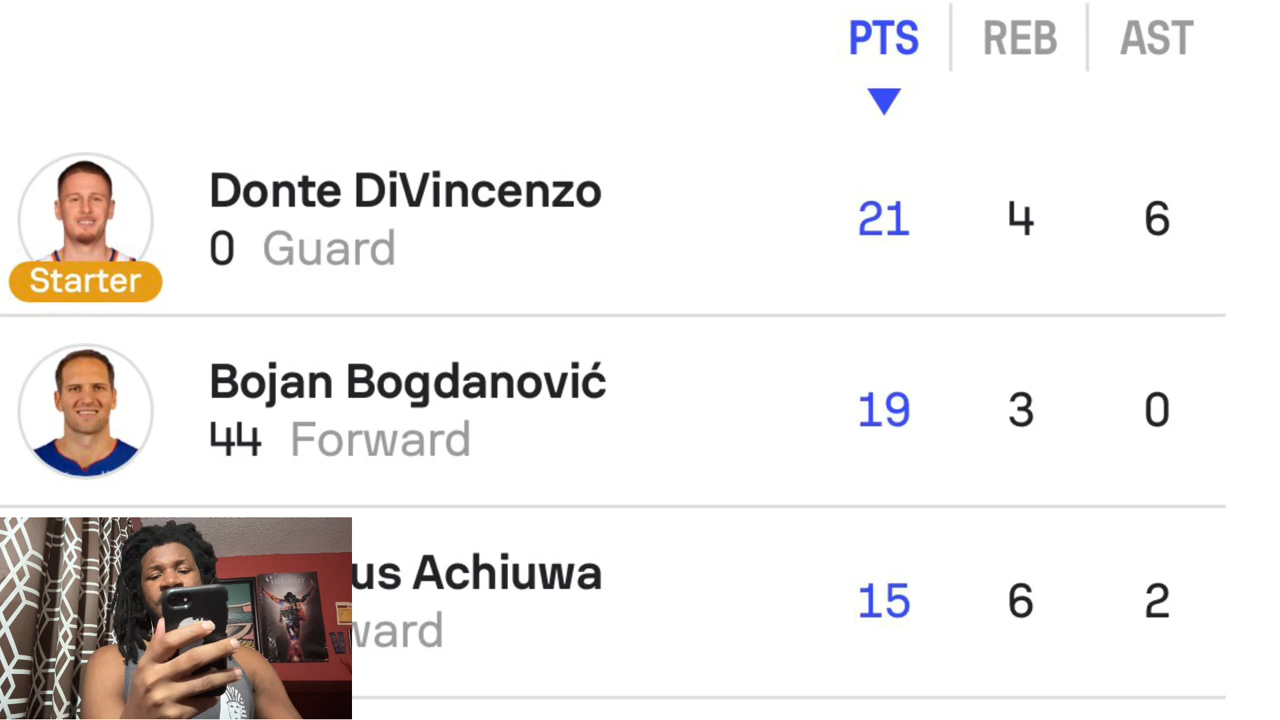 PTS REB AST
Donte DiVincenzo
0 Guard
21 4 6
Starter
Bojan Bogdanović
44 Forward
19 3 0
us Achiuwa
ward
15 6 2